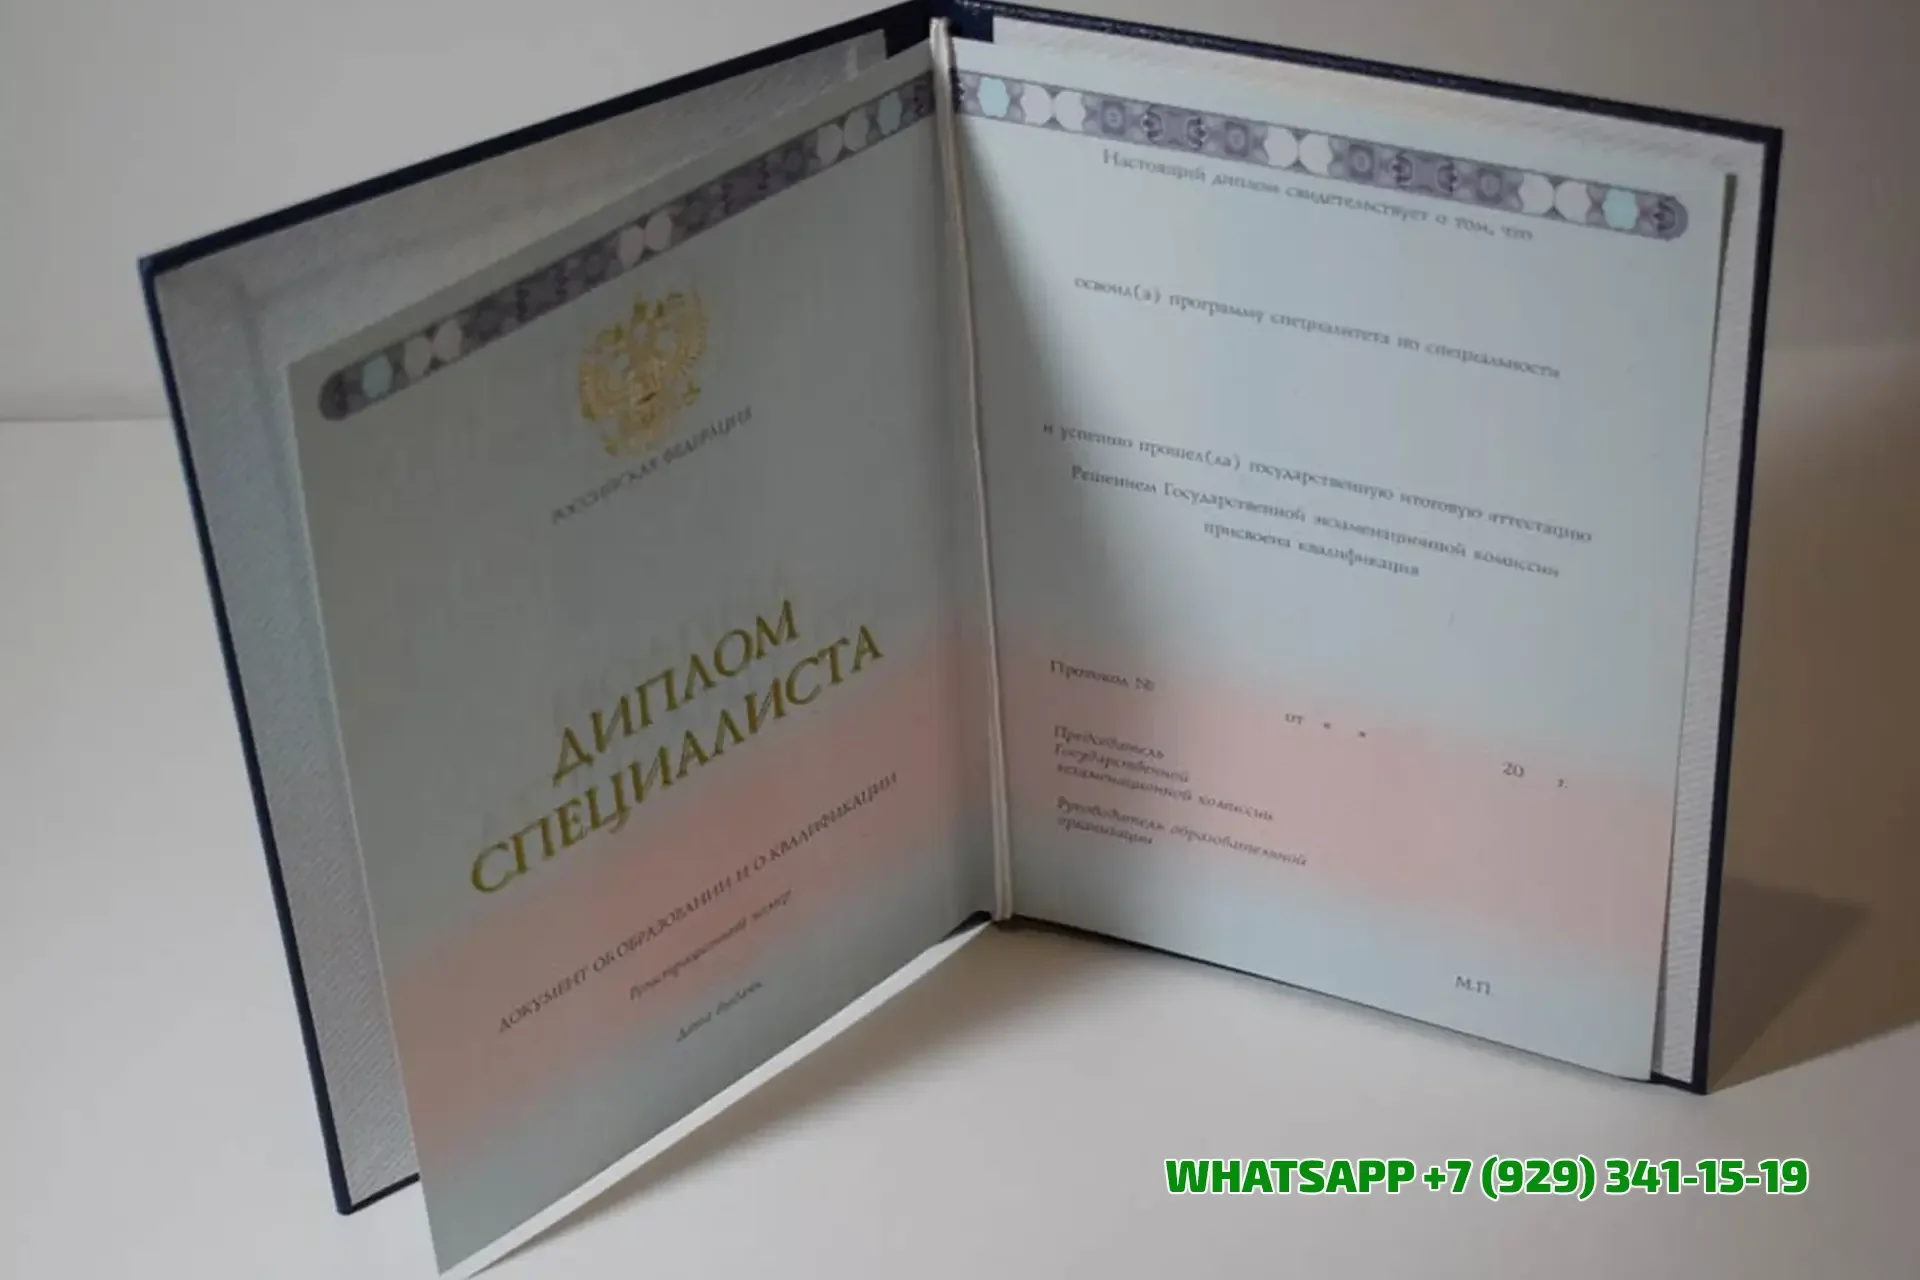 РОССИЙСКАЯ ФЕДЕРАЦИЯ
ДИПЛОМ
СПЕЦИАЛИСТА
ДОКУМЕНТ ОБ ОБРАЗОВАНИИ И О КВАЛИФИКАЦИИ
Регистрационный номер
Дата выдачи
Настоящий диплом свидетельствует о том, что
освоил(а) программу специалитета по специальности
и успешно прошел(ла) государственную итоговую аттестацию
Решением Государственной экзаменационной комиссии
присвоена квалификация
Протокол №
от « »
20 г.
Председатель
Государственной
экзаменационной комиссии
Руководитель образовательной
организации
М.П.
WHATSAPP +7 (929) 341-15-19